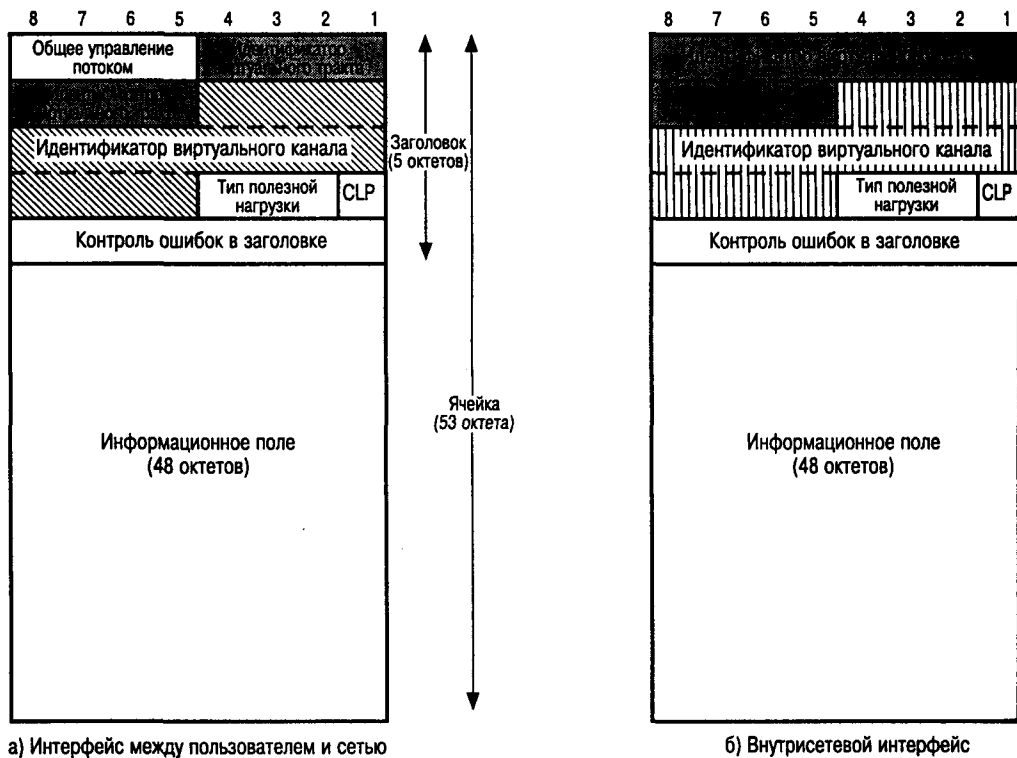 8 7 6 5 4 3 2 1
Общее управление
потоком
Идентификатор
тракта
Идентификатор виртуального канала
Тип полезной
нагрузки
CLP
Контроль ошибок в заголовке
Информационное поле
(48 октетов)
Заголовок
(5 октетов)
Ячейка
(53 октета)
а) Интерфейс между пользователем и сетью
8 7 6 5 4 3 2 1
Идентификатор виртуального канала
Тип полезной
нагрузки
CLP
Контроль ошибок в заголовке
Информационное поле
(48 октетов)
б) Внутрисетевой интерфейс